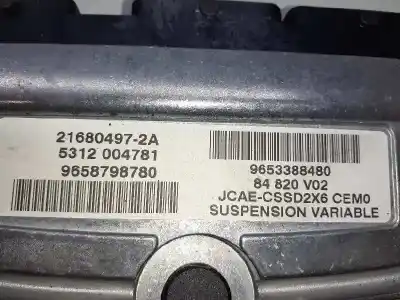 21680497-2A
5312 004781
9658798780
9653388480
84 820 V02
JCAE-CSSD2X6 CEM0
SUSPENSION VARIABLE